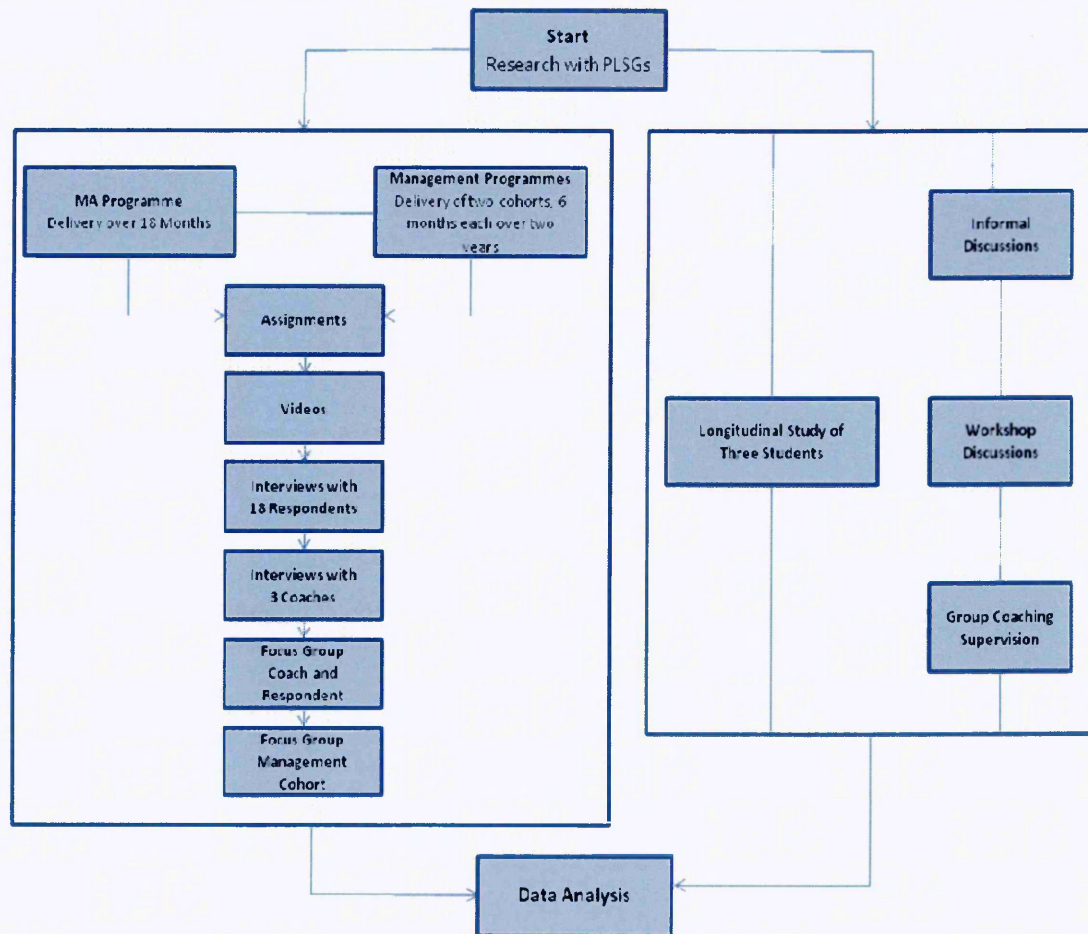 Start
Research with PLSGs
MA Programme
Delivery over 18 Months
Management Programmes
Delivery of two cohorts, 6
months each over two
years
Assignments
Videos
Interviews with
18 Respondents
Interviews with
3 Coaches
Focus Group
Coach and
Respondent
Focus Group
Management
Cohort
Longitudinal Study of
Three Students
Informal
Discussions
Workshop
Discussions
Group Coaching
Supervision
Data Analysis